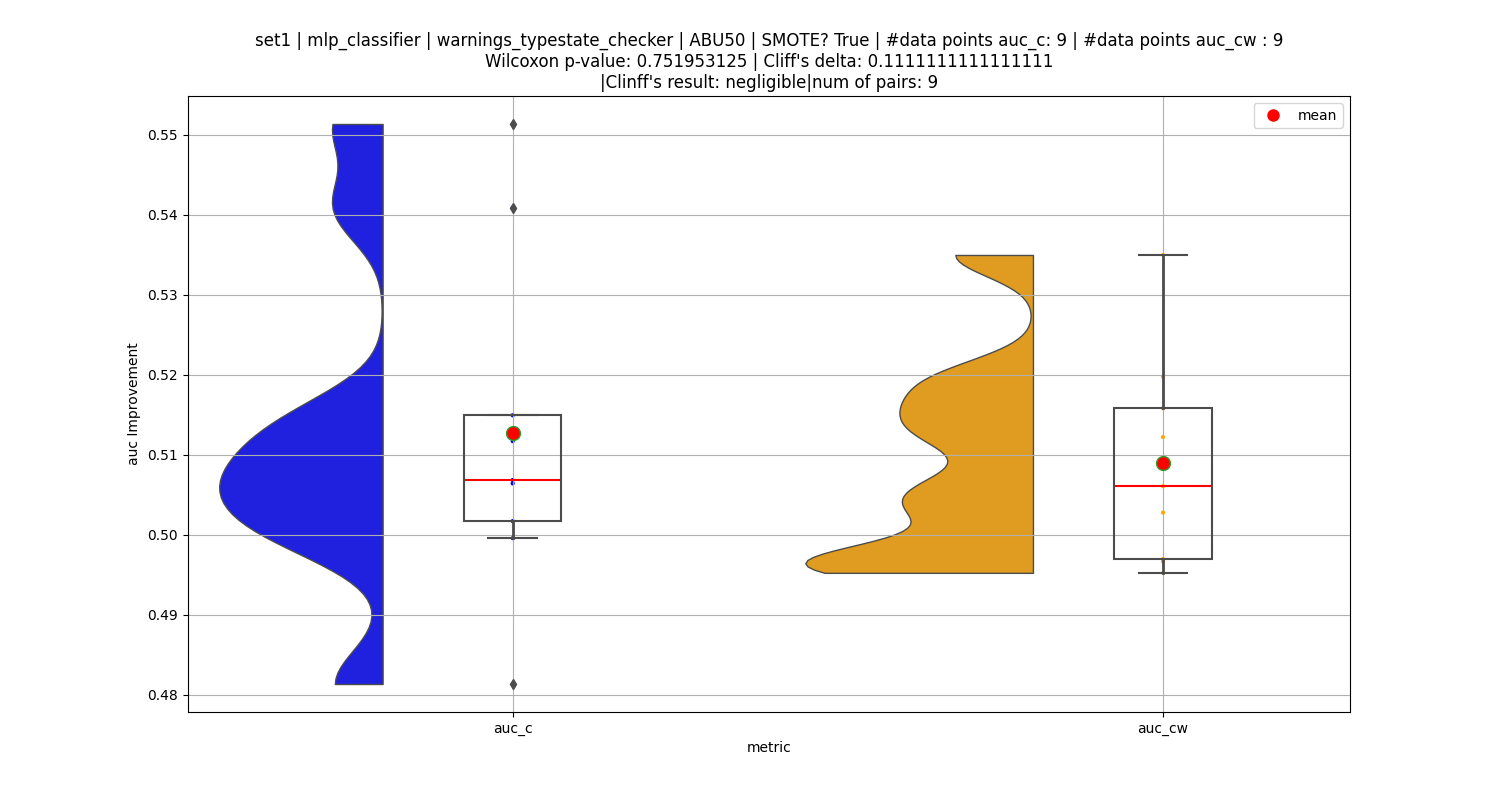 set1 | mlp_classifier | warnings_typestate_checker | ABU50 | SMOTE? True | #data points auc_c: 9 | #data points auc_cw : 9
Wilcoxon p-value: 0.751953125 | Cliff's delta: 0.1111111111111111
|Clinff's result: negligible|num of pairs: 9
mean
0.55
0.54
0.53
0.52
0.51
0.50
0.49
0.48
auc Improvement
auc_c
auc_cw
metric